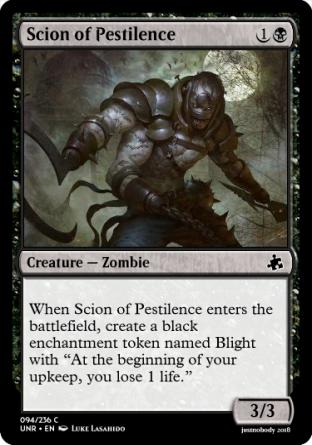 Scion of Pestilence 1
Creature — Zombie
When Scion of Pestilence enters the
battlefield, create a black
enchantment token named Blight
with “At the beginning of your
upkeep, you lose 1 life.”
3/3
094/236 C
UNR • EN Luke Lasahido
justnobody 2018